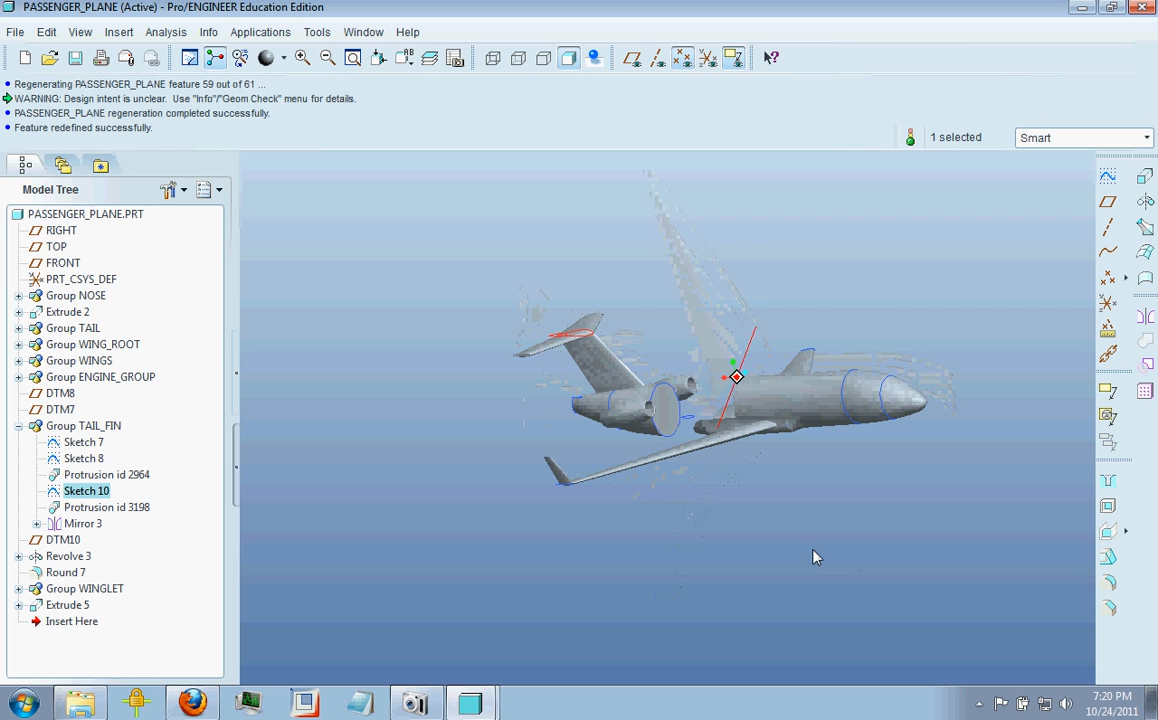 PASSENGER_PLANE (Active) - Pro/ENGINEER Education Edition
File Edit View Insert Analysis Info Applications Tools Window Help
Regenerating PASSENGER_PLANE feature 59 out of 61 ...
WARNING: Design intent is unclear. Use "Info"/"Geom Check" menu for details.
PASSENGER_PLANE regeneration completed successfully.
Feature redefined successfully.
1 selected
Smart
Model Tree
PASSENGER_PLANE.PRT
RIGHT
TOP
FRONT
PRT_CSYS_DEF
Group NOSE
Extrude 2
Group TAIL
Group WING_ROOT
Group WINGS
Group ENGINE_GROUP
DTM8
DTM7
Group TAIL_FIN
Sketch 7
Sketch 8
Protrusion id 2964
Sketch 10
Protrusion id 3198
Mirror 3
DTM10
Revolve 3
Round 7
Group WINGLET
Extrude 5
Insert Here
7:20 PM
10/24/2011